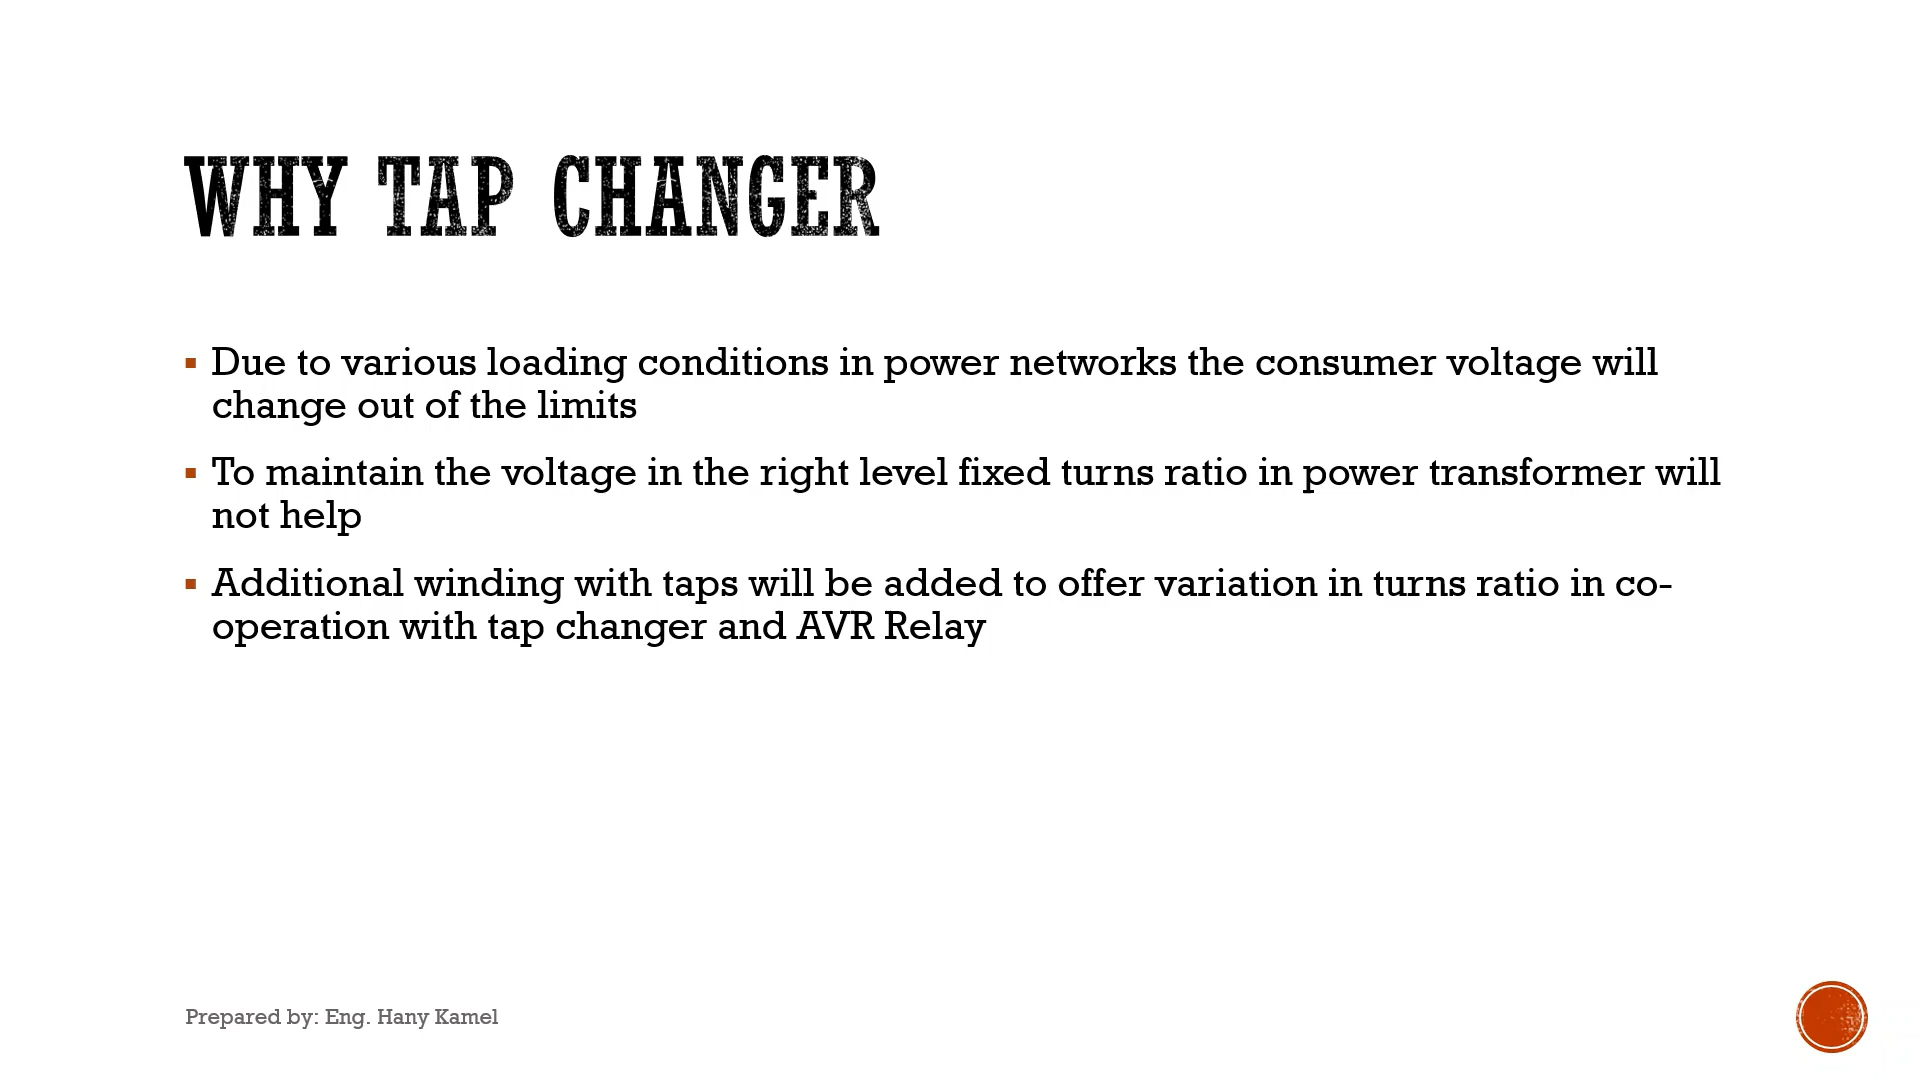 WHY TAP CHANGER
▪ Due to various loading conditions in power networks the consumer voltage will
change out of the limits
▪ To maintain the voltage in the right level fixed turns ratio in power transformer will
not help
▪ Additional winding with taps will be added to offer variation in turns ratio in co-
operation with tap changer and AVR Relay
Prepared by: Eng. Hany Kamel